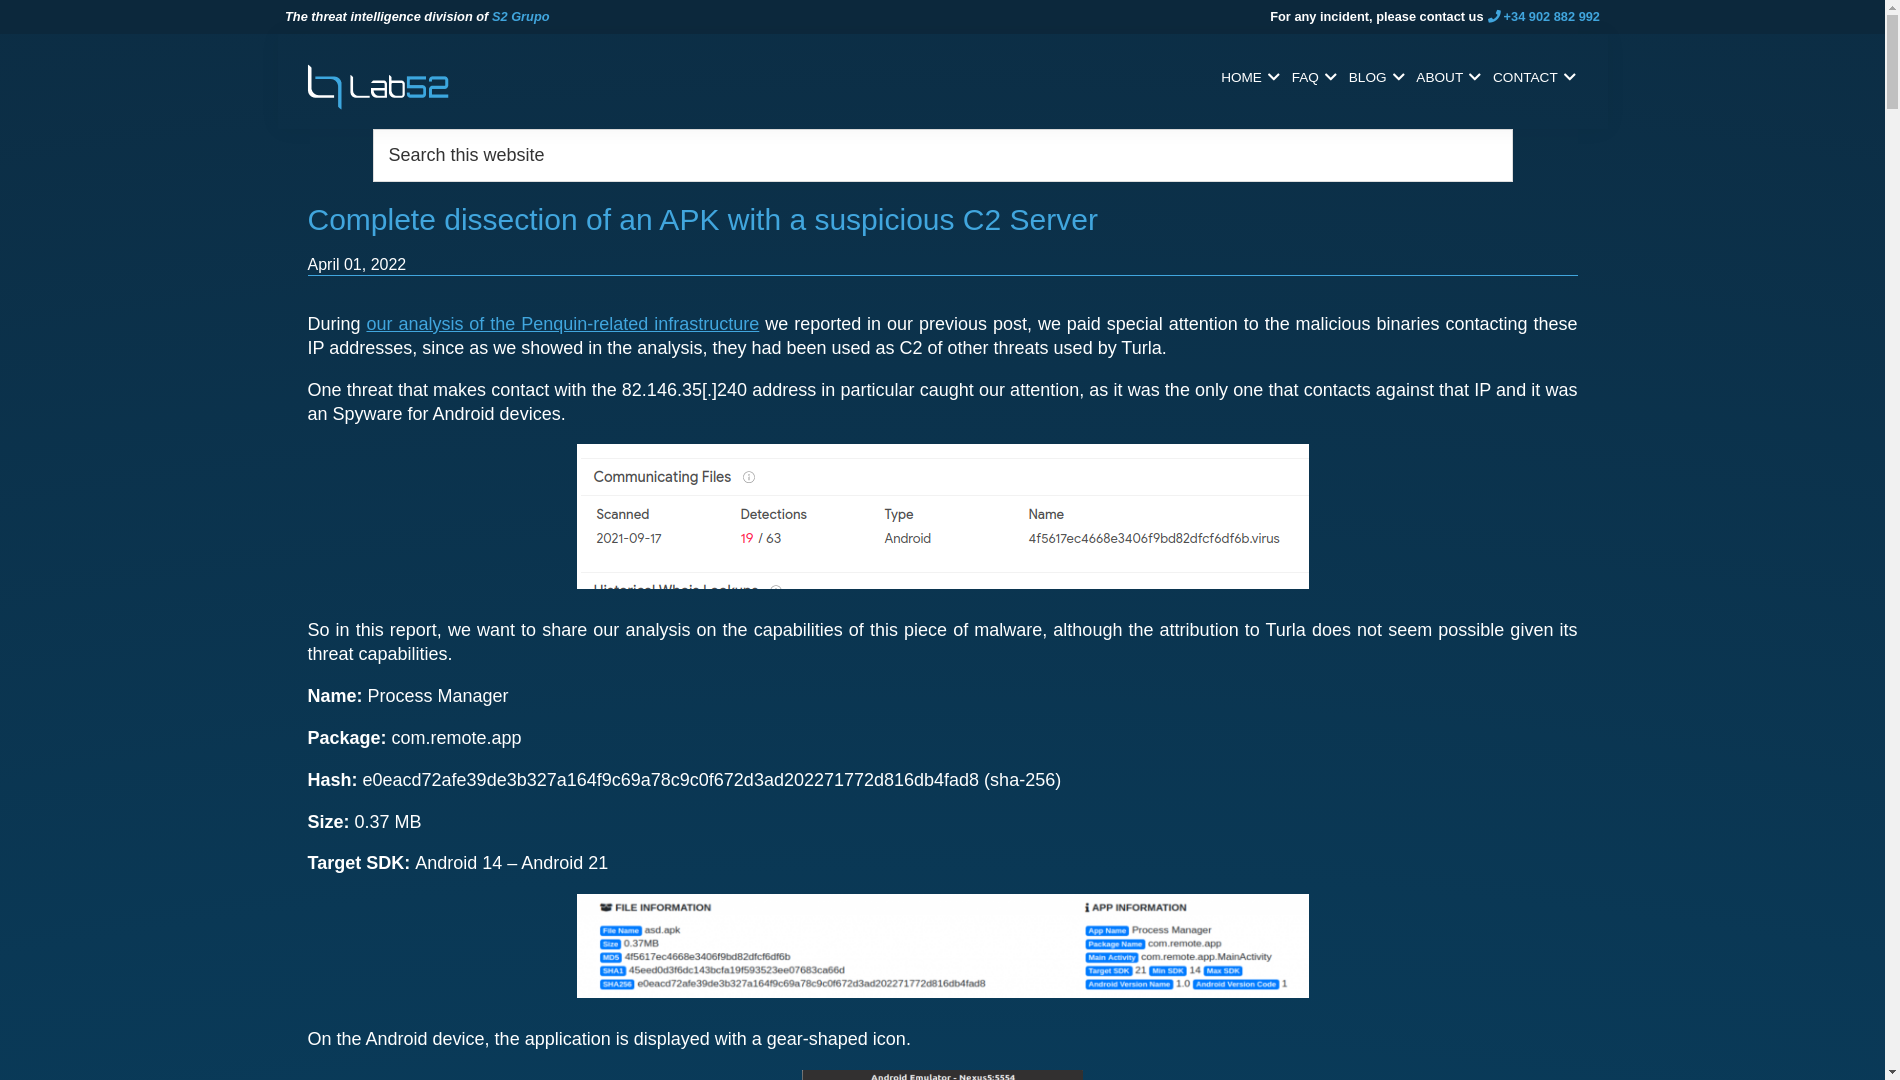 The threat intelligence division of S2 Grupo
For any incident, please contact us +34 902 882 992
Lab52
HOME FAQ BLOG ABOUT CONTACT
Search this website
Complete dissection of an APK with a suspicious C2 Server
April 01, 2022
During our analysis of the Penquin-related infrastructure we reported in our previous post, we paid special attention to the malicious binaries contacting these
IP addresses, since as we showed in the analysis, they had been used as C2 of other threats used by Turla.
One threat that makes contact with the 82.146.35[.]240 address in particular caught our attention, as it was the only one that contacts against that IP and it was
an Spyware for Android devices.
Communicating Files
Scanned Detections Type Name
2021-09-17 19 / 63 Android 4f5617ec4668e3406f9bd82dfcf6df6b.virus
Historical Whois Lookups
So in this report, we want to share our analysis on the capabilities of this piece of malware, although the attribution to Turla does not seem possible given its
threat capabilities.
Name: Process Manager
Package: com.remote.app
Hash: e0eacd72afe39de3b327a164f9c69a78c9c0f672d3ad202271772d816db4fad8 (sha-256)
Size: 0.37 MB
Target SDK: Android 14 – Android 21
FILE INFORMATION
File Name asd.apk
Size 0.37MB
MD5 4f5617ec4668e3406f9bd82dfcf6df6b
SHA1 45eed0d3f6dc143bcfa19f593523ee07683ca66d
SHA256 e0eacd72afe39de3b327a164f9c69a78c9c0f672d3ad202271772d816db4fad8
APP INFORMATION
App Name Process Manager
Package Name com.remote.app
Main Activity com.remote.app.MainActivity
Target SDK 21 Min SDK 14 Max SDK
Android Version Name 1.0 Android Version Code 1
On the Android device, the application is displayed with a gear-shaped icon.
Android Emulator - Nexus5:5554